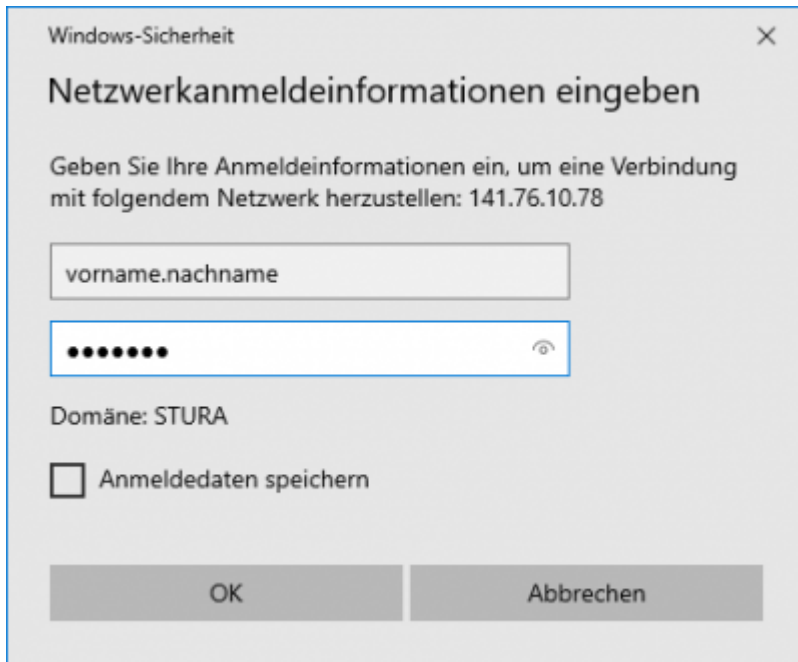 Windows-Sicherheit
Netzwerkanmeldeinformationen eingeben
Geben Sie Ihre Anmeldeinformationen ein, um eine Verbindung
mit folgendem Netzwerk herzustellen: 141.76.10.78
vorname.nachname
•••••••
Domäne: STURA
Anmeldedaten speichern
OK
Abbrechen